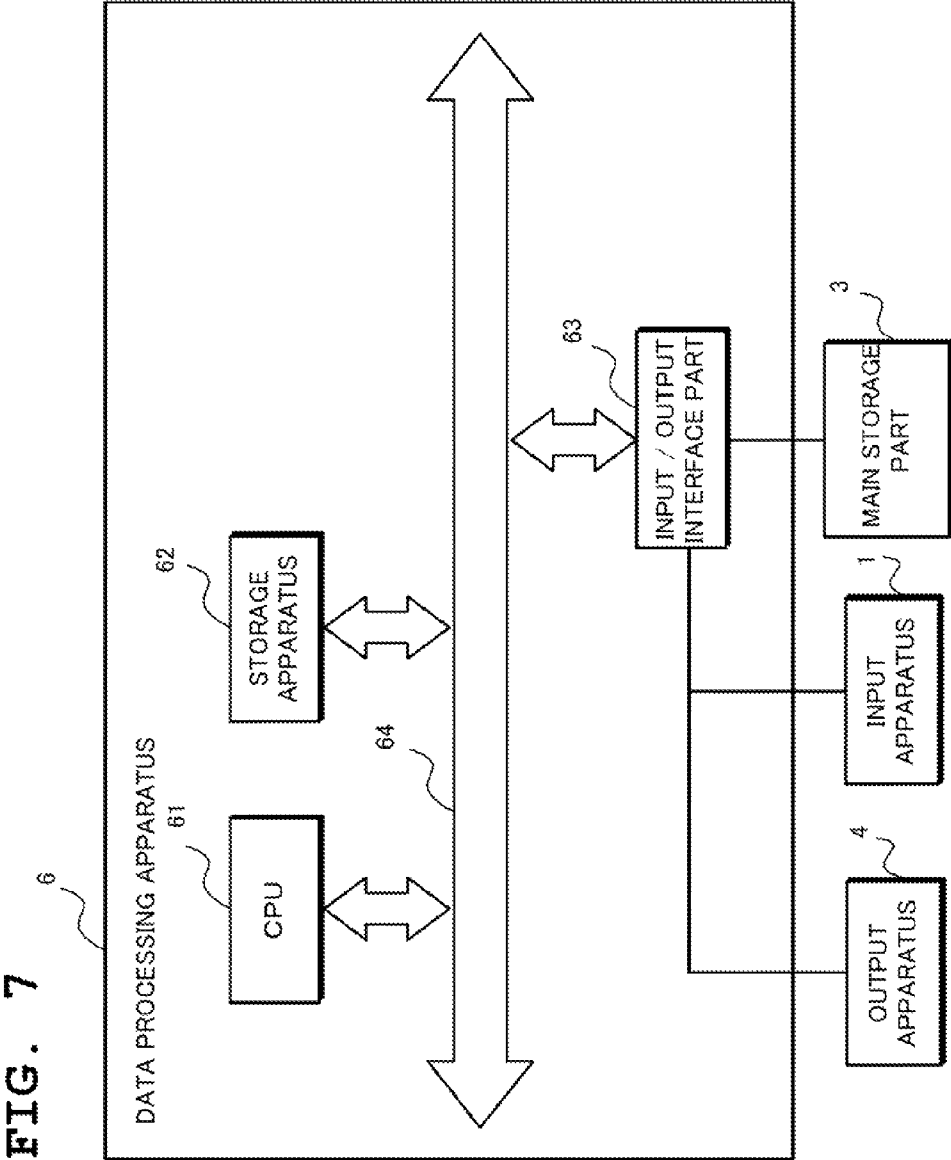 FIG. 7
6
DATA PROCESSING APPARATUS
61
CPU
62
STORAGE
APPARATUS
64
63
INPUT / OUTPUT
INTERFACE PART
4
OUTPUT
APPARATUS
1
INPUT
APPARATUS
3
MAIN STORAGE
PART